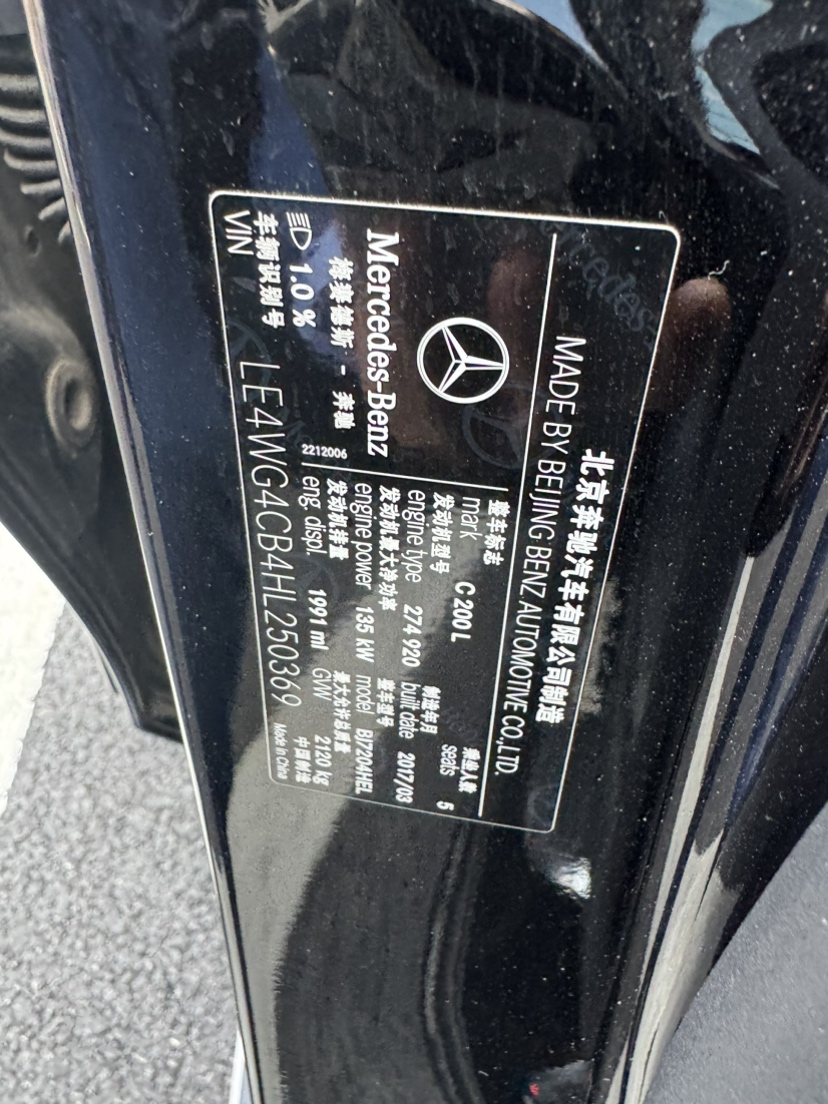 北京奔驰汽车有限公司制造
MADE BY BEIJING BENZ AUTOMOTIVE CO.,LTD.
Mercedes-Benz
梅赛德斯 - 奔驰
1.0 %
2212006
整车标志
mark C 200 L
乘坐人数
seats 5
发动机型号
engine type 274 920
制造年月
built date 2017/03
发动机最大净功率
engine power 135 kW
整车型号
model BJ7204HEL
发动机排量
eng. displ. 1991 ml
最大允许总质量
GVW 2120 kg
车辆识别号
VIN LE4WG4CB4HL250369
中国制造
Made in China